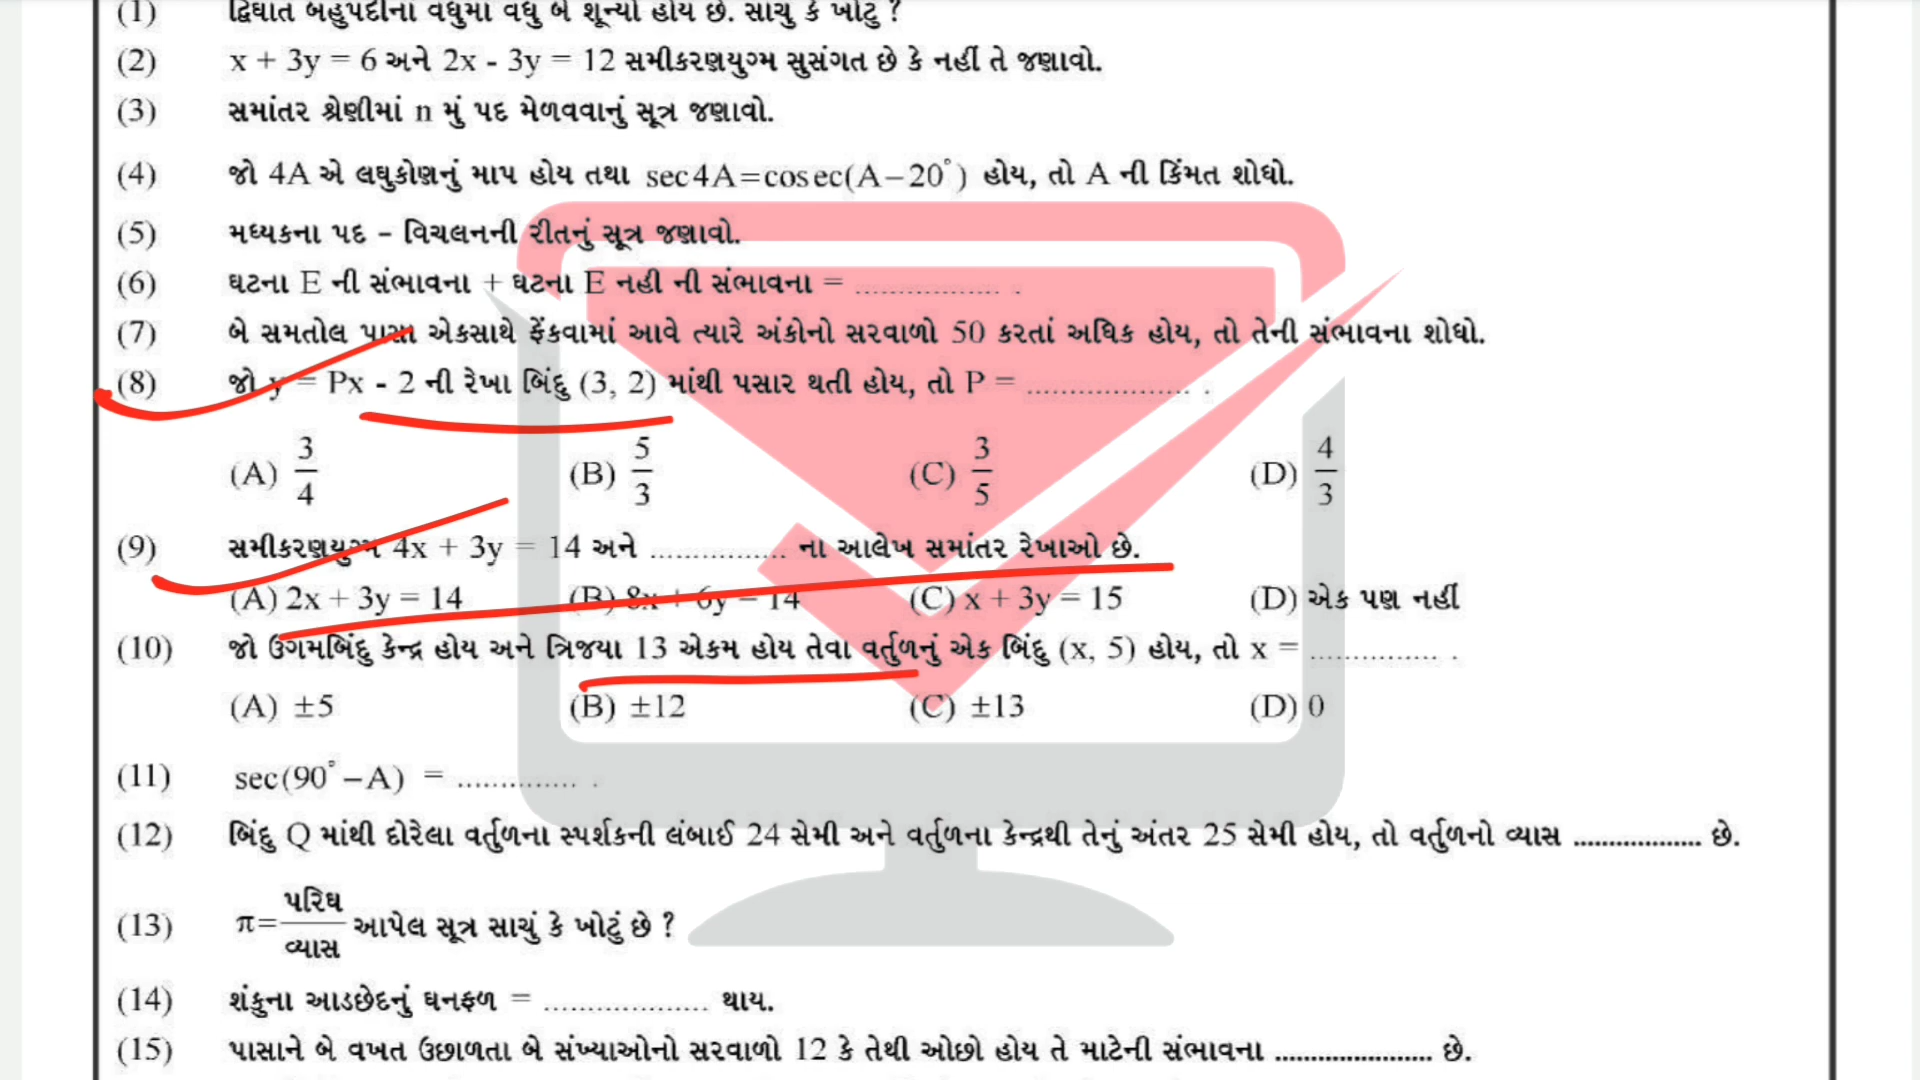 (1) દ્વિઘાત બહુપદીના વધુમાં વધુ બે શૂન્યો હોય છે. સાચુ કે ખોટુ ?
(2) x + 3y = 6 અને 2x - 3y = 12 સમીકરણયુગ્મ સુસંગત છે કે નહીં તે જણાવો.
(3) સમાંતર શ્રેણીમાં n મું પદ મેળવવાનું સૂત્ર જણાવો.
(4) જો 4A એ લઘુકોણનું માપ હોય તથા sec4A=cosec(A−20°) હોય, તો A ની કિંમત શોધો.
(5) મધ્યકના પદ – વિચલનની રીતનું સૂત્ર જણાવો.
(6) ઘટના E ની સંભાવના + ઘટના E નહી ની સંભાવના = ................. .
(7) બે સમતોલ પાસા એકસાથે ફેંકવામાં આવે ત્યારે અંકોનો સરવાળો 50 કરતાં અધિક હોય, તો તેની સંભાવના શોધો.
(8) જો y = Px - 2 ની રેખા બિંદુ (3, 2) માંથી પસાર થતી હોય, તો P = ................... .
(A) 3/4 (B) 5/3 (C) 3/5 (D) 4/3
(9) સમીકરણયુગ્મ 4x + 3y = 14 અને ................ ના આલેખ સમાંતર રેખાઓ છે.
(A) 2x + 3y = 14 (B) 8x + 6y = 14 (C) x + 3y = 15 (D) એક પણ નહીં
(10) જો ઉગમબિંદુ કેન્દ્ર હોય અને ત્રિજ્યા 13 એકમ હોય તેવા વર્તુળનું એક બિંદુ (x, 5) હોય, તો x = ............... .
(A) ±5 (B) ±12 (C) ±13 (D) 0
(11) sec(90° −A) = .............. .
(12) બિંદુ Q માંથી દોરેલા વર્તુળના સ્પર્શકની લંબાઈ 24 સેમી અને વર્તુળના કેન્દ્રથી તેનું અંતર 25 સેમી હોય, તો વર્તુળનો વ્યાસ .................. છે.
(13) π= પરિઘ/વ્યાસ આપેલ સૂત્ર સાચું કે ખોટું છે ?
(14) શંકુના આડછેદનું ઘનફળ = ................... થાય.
(15) પાસાને બે વખત ઉછાળતા બે સંખ્યાઓનો સરવાળો 12 કે તેથી ઓછો હોય તે માટેની સંભાવના ...................... છે.